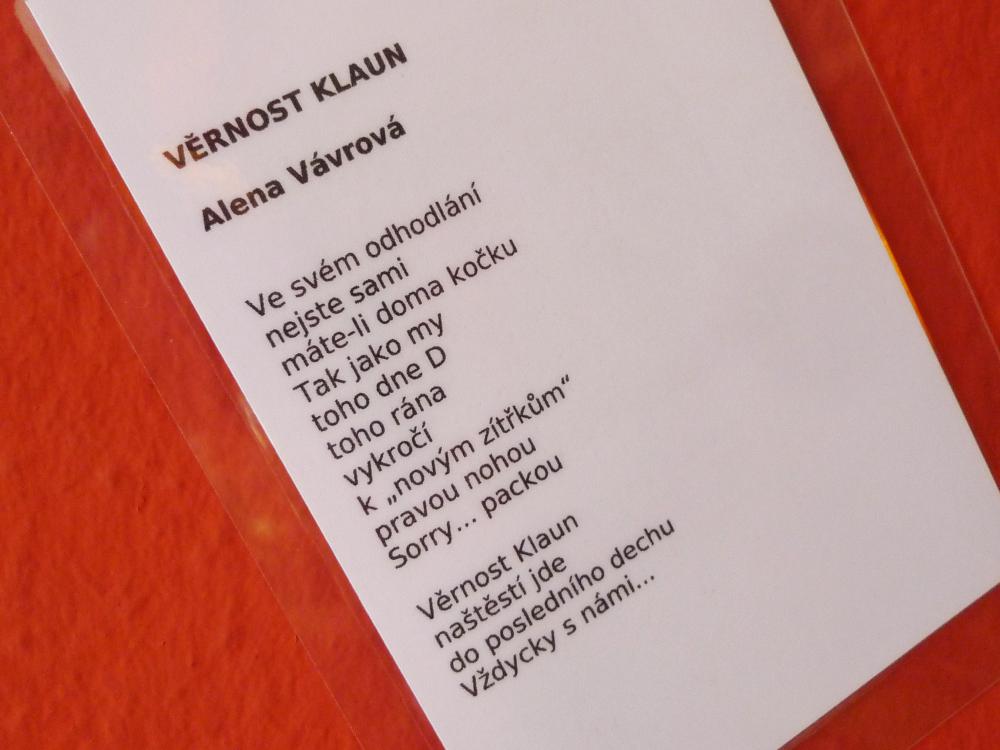 VĚRNOST KLAUN
Alena Vávrová
Ve svém odhodlání
nejste sami
máte-li doma kočku
Tak jako my
toho dne D
toho rána
vykročí
k „novým zítřkům“
pravou nohou
Sorry... packou
Věrnost Klaun
naštěstí jde
do posledního dechu
Vždycky s námi...